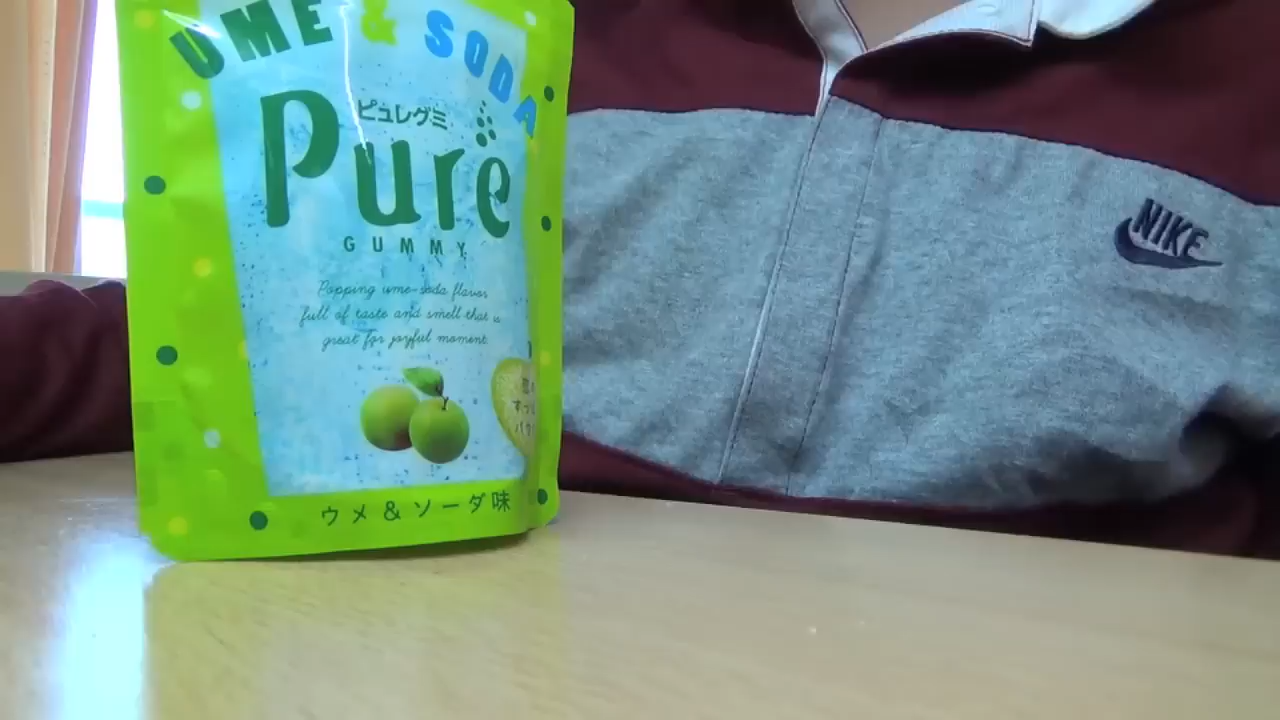 UME & SODA
ピュレグミ
Puré
GUMMY
Popping ume-soda flavor
full of taste and smell that is
great for joyful moment.
ウメ&ソーダ味
NIKE